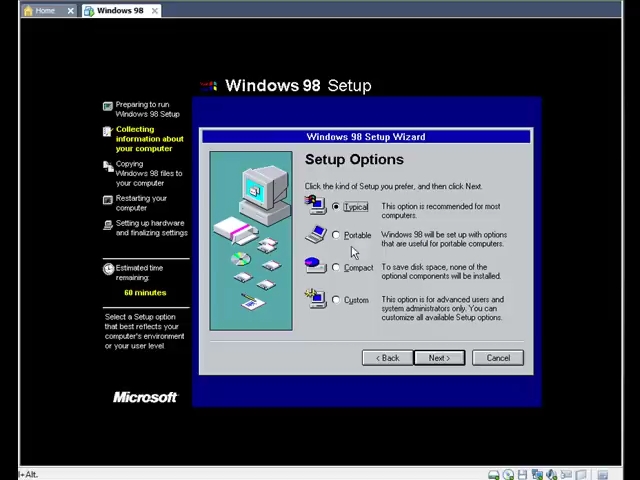 Home
Windows 98
Windows 98 Setup
Preparing to run
Windows 98 Setup
Collecting
information about
your computer
Copying
Windows 98 files to
your computer
Restarting your
computer
Setting up hardware
and finalizing settings
Estimated time
remaining:
60 minutes
Select a Setup option
that best reflects your
computer's environment
or your user level
Microsoft
Windows 98 Setup Wizard
Setup Options
Click the kind of Setup you prefer, and then click Next.
Typical
This option is recommended for most
computers.
Portable
Windows 98 will be set up with options
that are useful for portable computers.
Compact
To save disk space, none of the
optional components will be installed.
Custom
This option is for advanced users and
system administrators only. You can
customize all available Setup options.
< Back
Next >
Cancel
l+Alt.